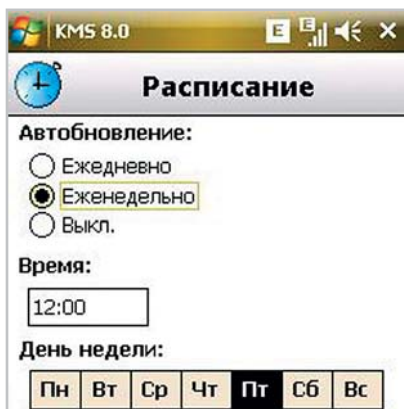 KMS 8.0
Расписание
Автобновление:
Ежедневно
Еженедельно
Выкл.
Время:
12:00
День недели:
Пн Вт Ср Чт Пт Сб Вс